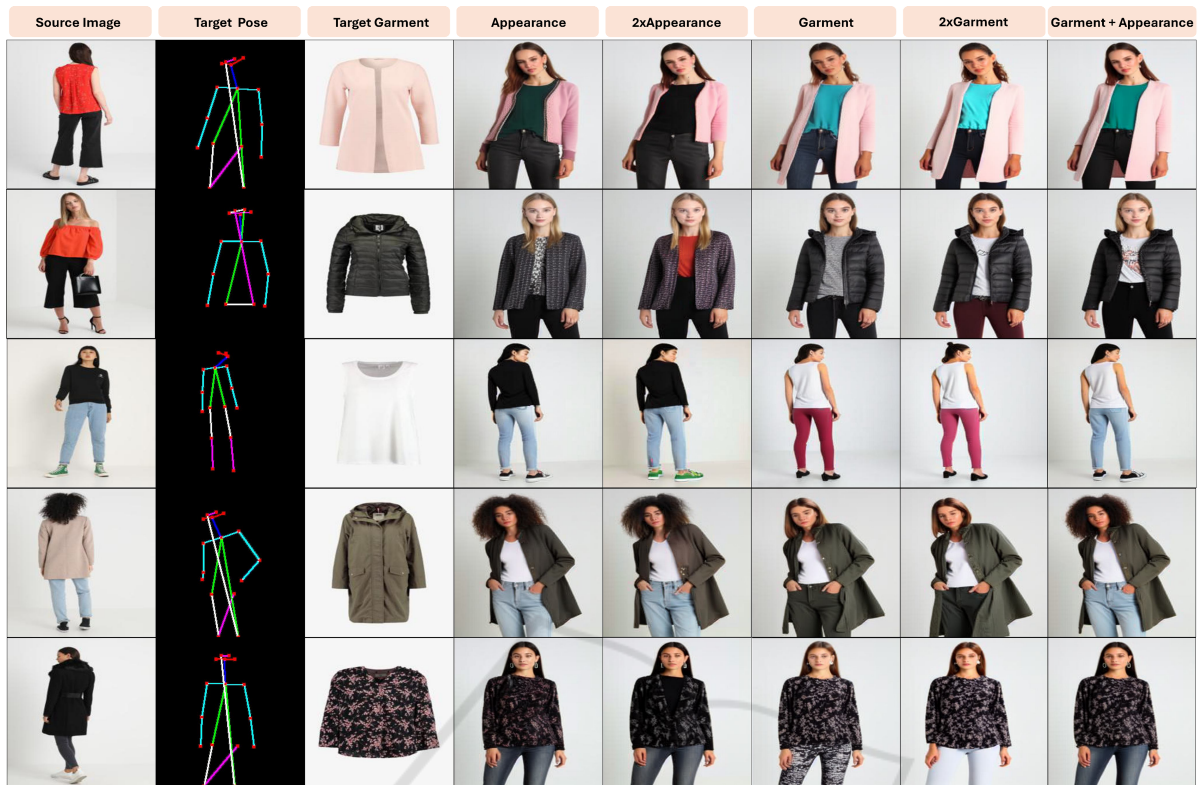 Source Image
Target Pose
Target Garment
Appearance
2xAppearance
Garment
2xGarment
Garment + Appearance